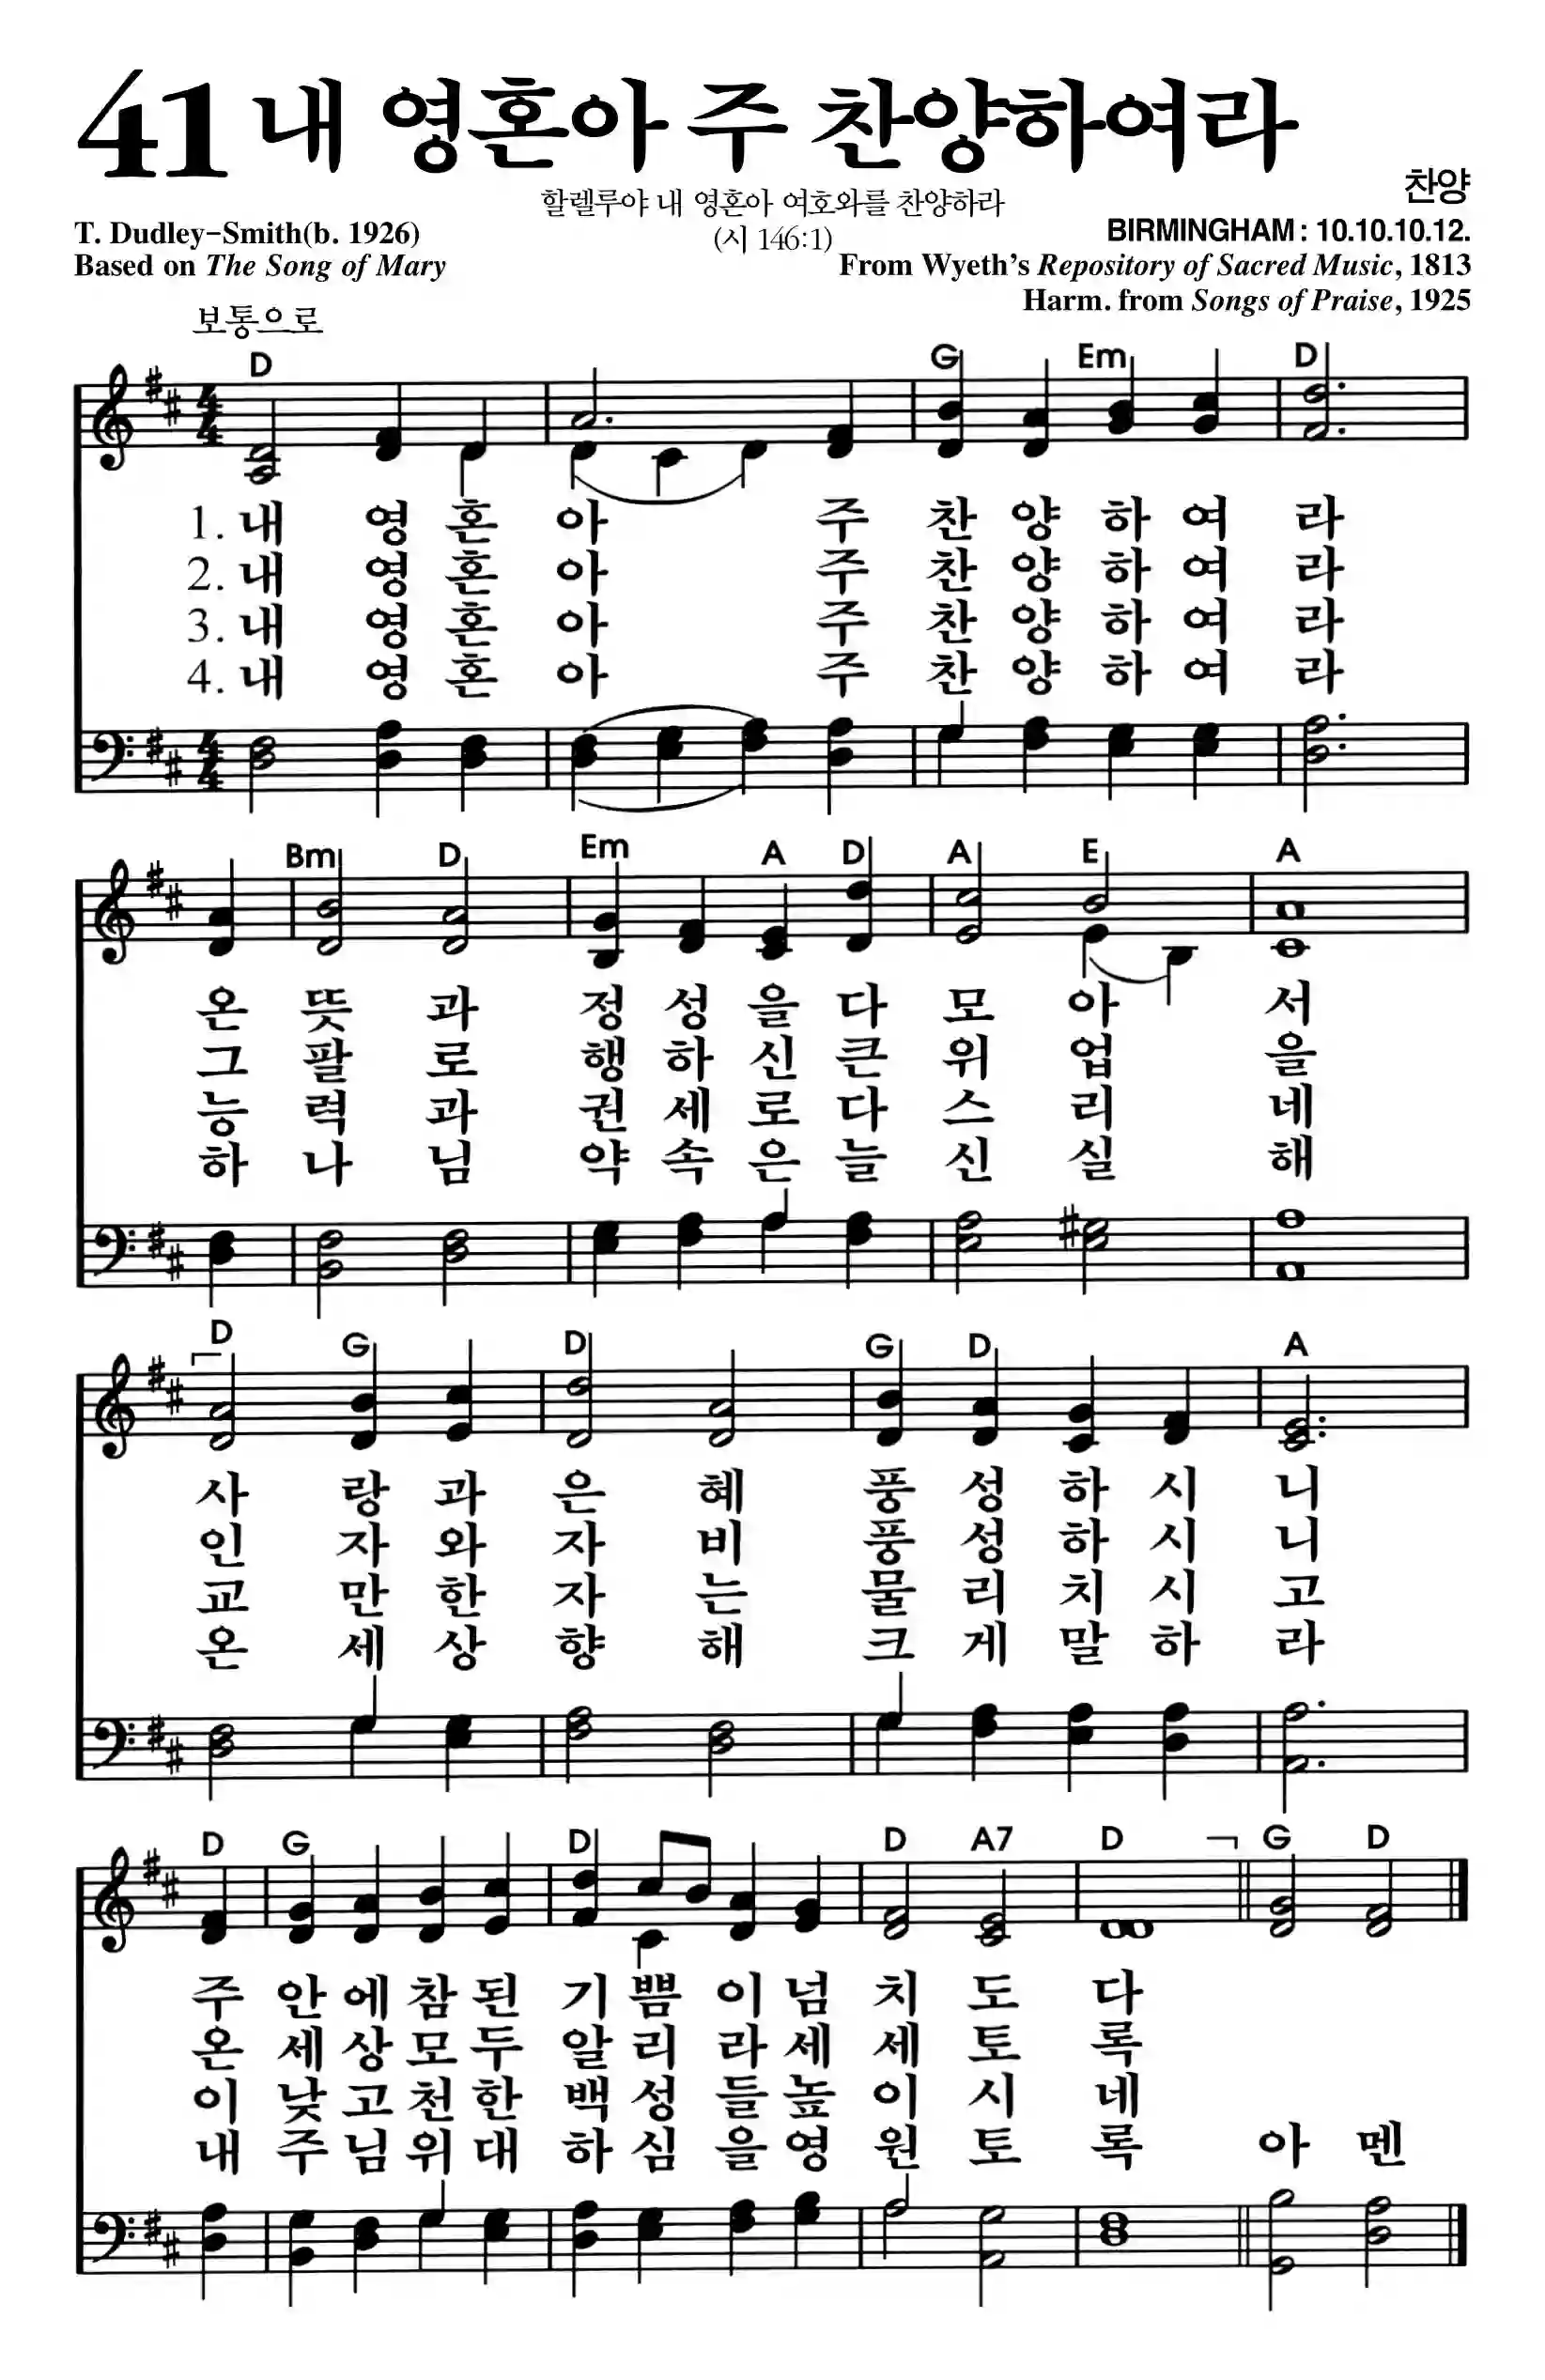 41 내 영혼아 주 찬양하여라
찬양
할렐루야 내 영혼아 여호와를 찬양하라
(시 146:1)
T. Dudley-Smith(b. 1926)
Based on The Song of Mary
BIRMINGHAM : 10.10.10.12.
From Wyeth's Repository of Sacred Music, 1813
Harm. from Songs of Praise, 1925
보통으로
D G Em D
4 4
1. 내 영 혼 아 주 찬 양 하 여 라
2. 내 영 혼 아 주 찬 양 하 여 라
3. 내 영 혼 아 주 찬 양 하 여 라
4. 내 영 혼 아 주 찬 양 하 여 라
4 4
Bm D Em A D A E A
온 뜻 과 정 성 을 다 모 아 서
그 팔 로 행 하 신 큰 위 업 을
능 력 과 권 세 로 다 스 리 네
하 나 님 약 속 은 늘 신 실 해
D G D G D A
사 랑 과 은 혜 풍 성 하 시 니
인 자 와 자 비 풍 성 하 시 니
교 만 한 자 는 물 리 치 시 고
온 세 상 향 해 크 게 말 하 라
D G D D A7 D G D
주 안 에 참 된 기 쁨 이 넘 치 도 다
온 세 상 모 두 알 리 라 세 세 토 록
이 낮 고 천 한 백 성 들 높 이 시 네
내 주 님 위 대 하 심 을 영 원 토 록 아 멘